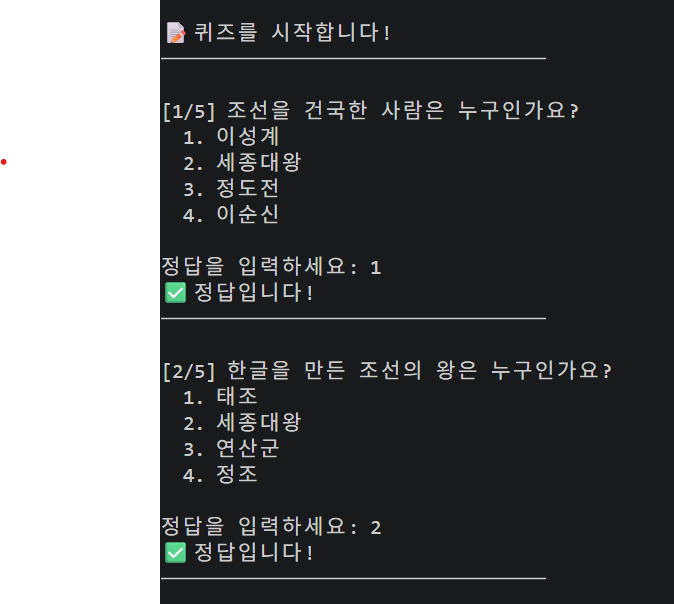 📝 퀴즈를 시작합니다!
[1/5] 조선을 건국한 사람은 누구인가요?
1. 이성계
2. 세종대왕
3. 정도전
4. 이순신
정답을 입력하세요: 1
✅ 정답입니다!
[2/5] 한글을 만든 조선의 왕은 누구인가요?
1. 태조
2. 세종대왕
3. 연산군
4. 정조
정답을 입력하세요: 2
✅ 정답입니다!